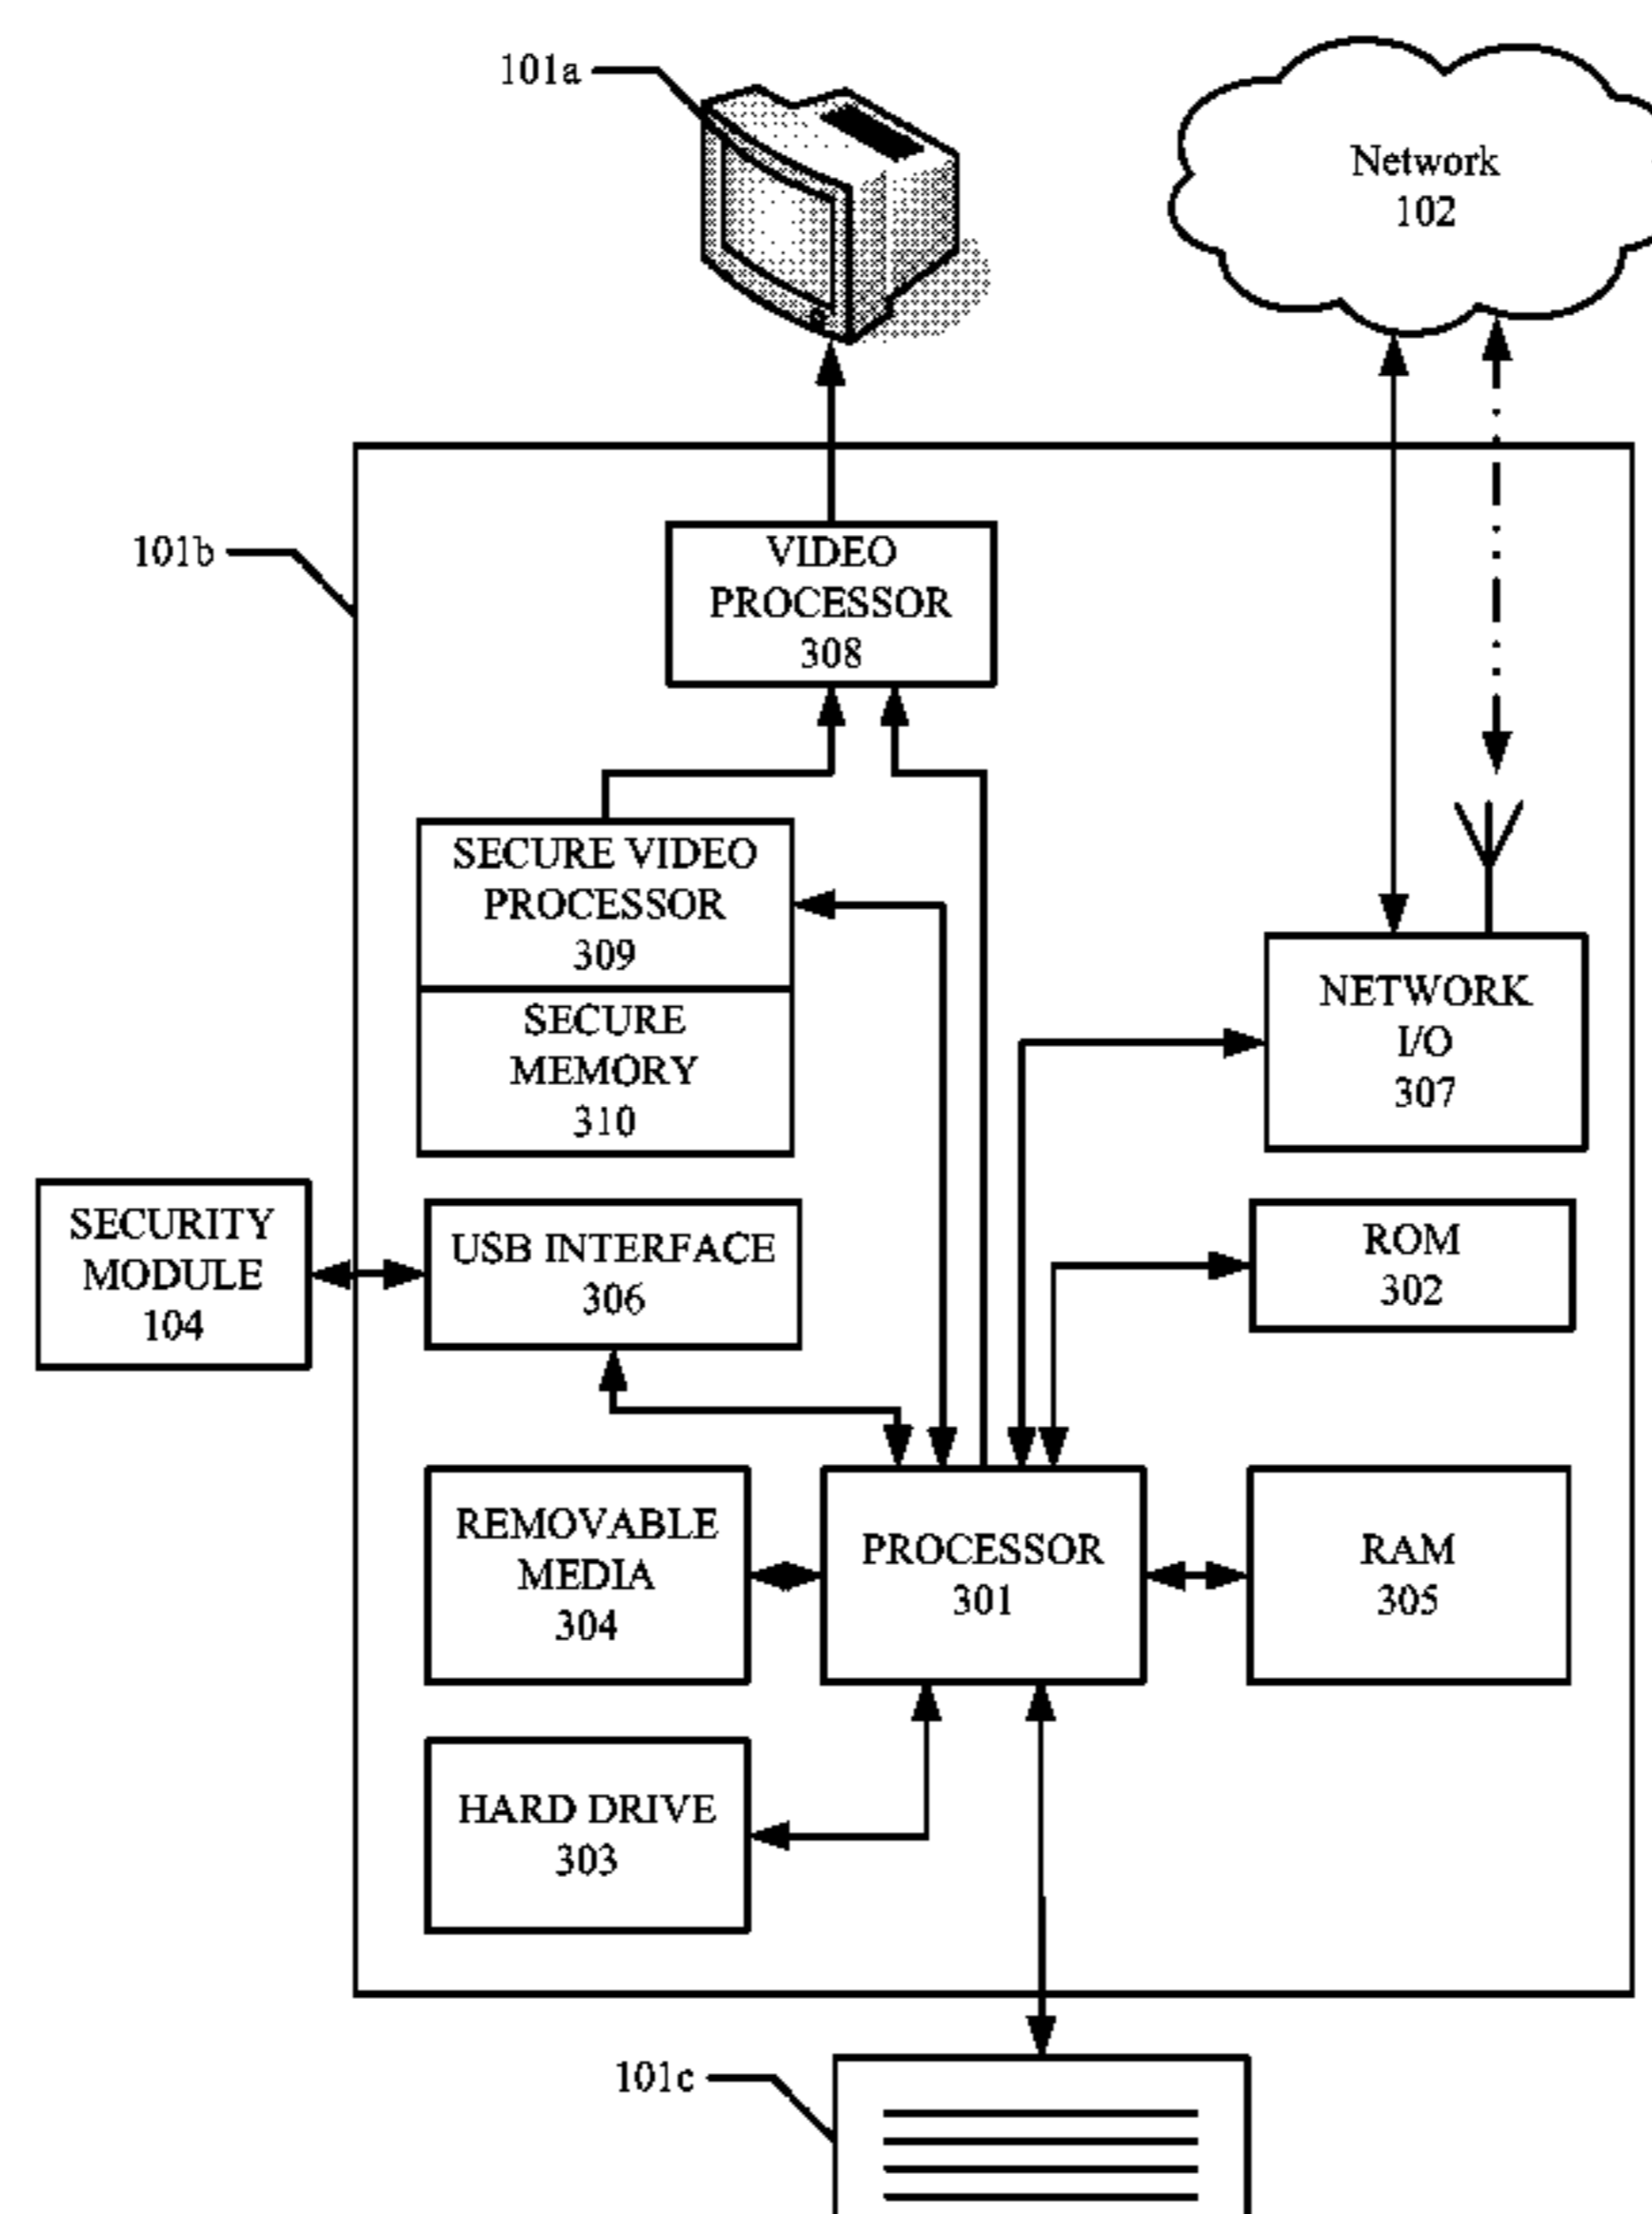 101a
Network
102
101b
VIDEO
PROCESSOR
308
SECURE VIDEO
PROCESSOR
309
SECURE
MEMORY
310
NETWORK
I/O
307
SECURITY
MODULE
104
USB INTERFACE
306
ROM
302
REMOVABLE
MEDIA
304
PROCESSOR
301
RAM
305
HARD DRIVE
303
101c